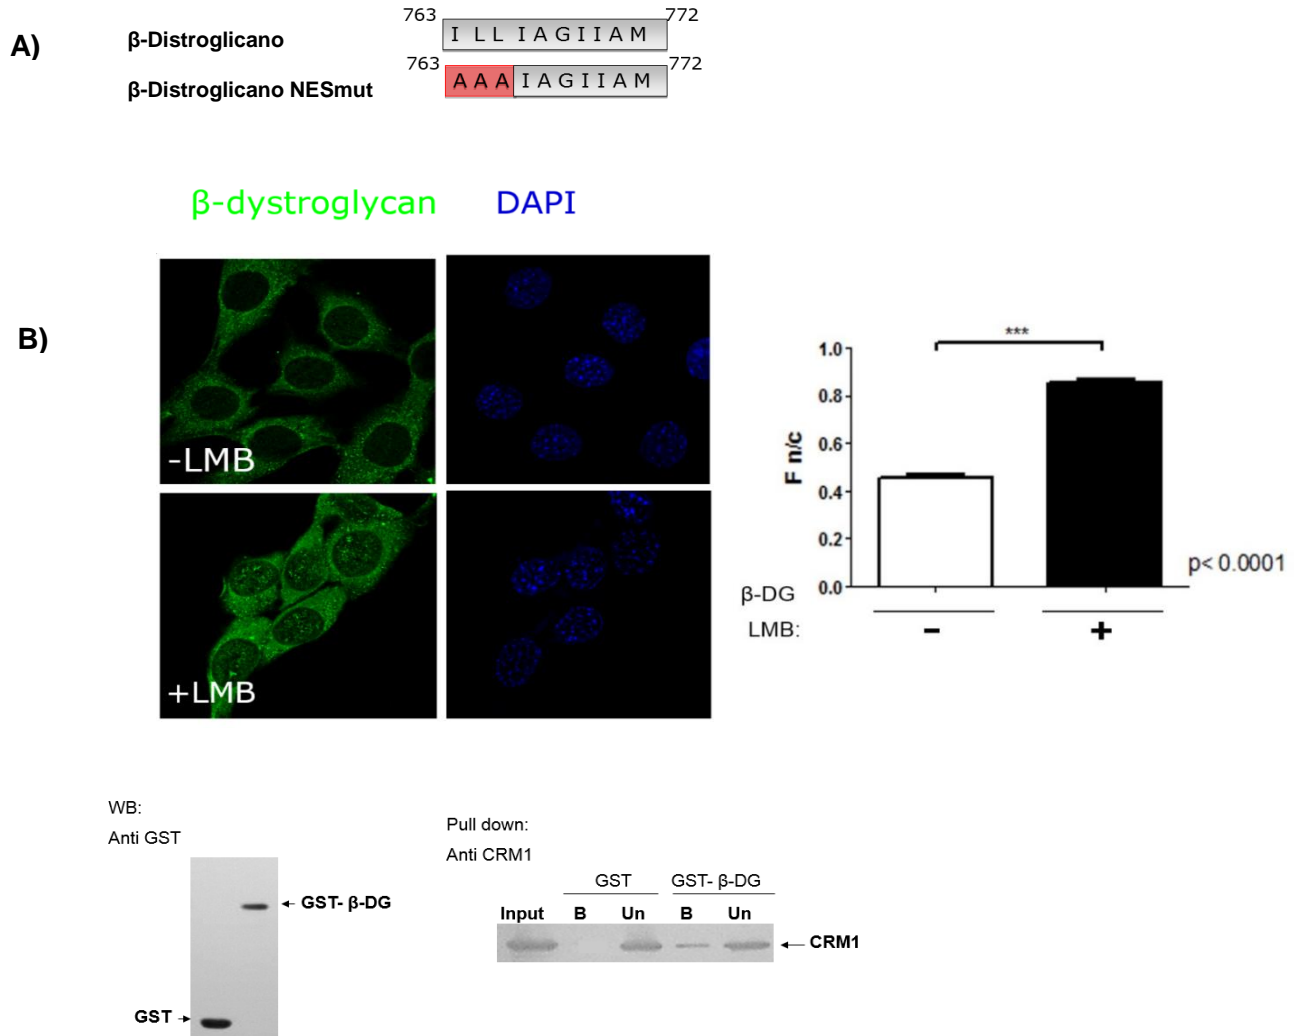 A)
β-Distroglicano
763
I L L I A G I I A M
772
β-Distroglicano NESmut
763
A A A I A G I I A M
772
β-dystroglycan
DAPI
B)
-LMB
+LMB
***
1.0
0.8
0.6
0.4
0.2
0.0
F n/c
p< 0.0001
β-DG
LMB:
-
+
WB:
Anti GST
GST- β-DG
GST
Pull down:
Anti CRM1
GST GST- β-DG
Input B Un B Un
CRM1